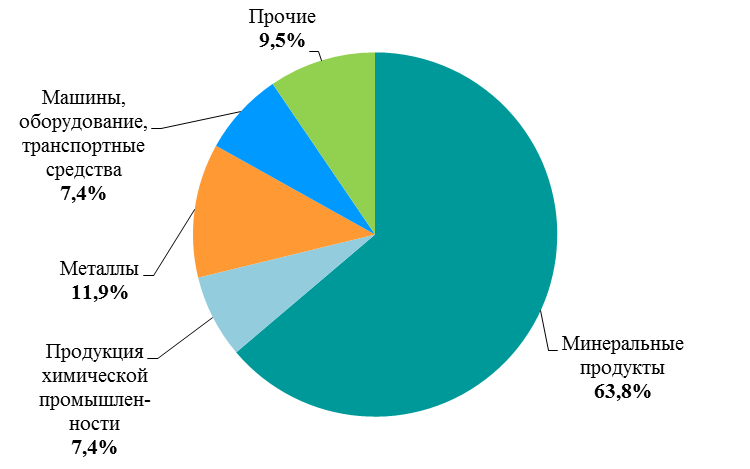 Прочие
9,5%
Машины,
оборудование,
транспортные
средства
7,4%
Металлы
11,9%
Продукция
химической
промышлен-
ности
7,4%
Минеральные
продукты
63,8%